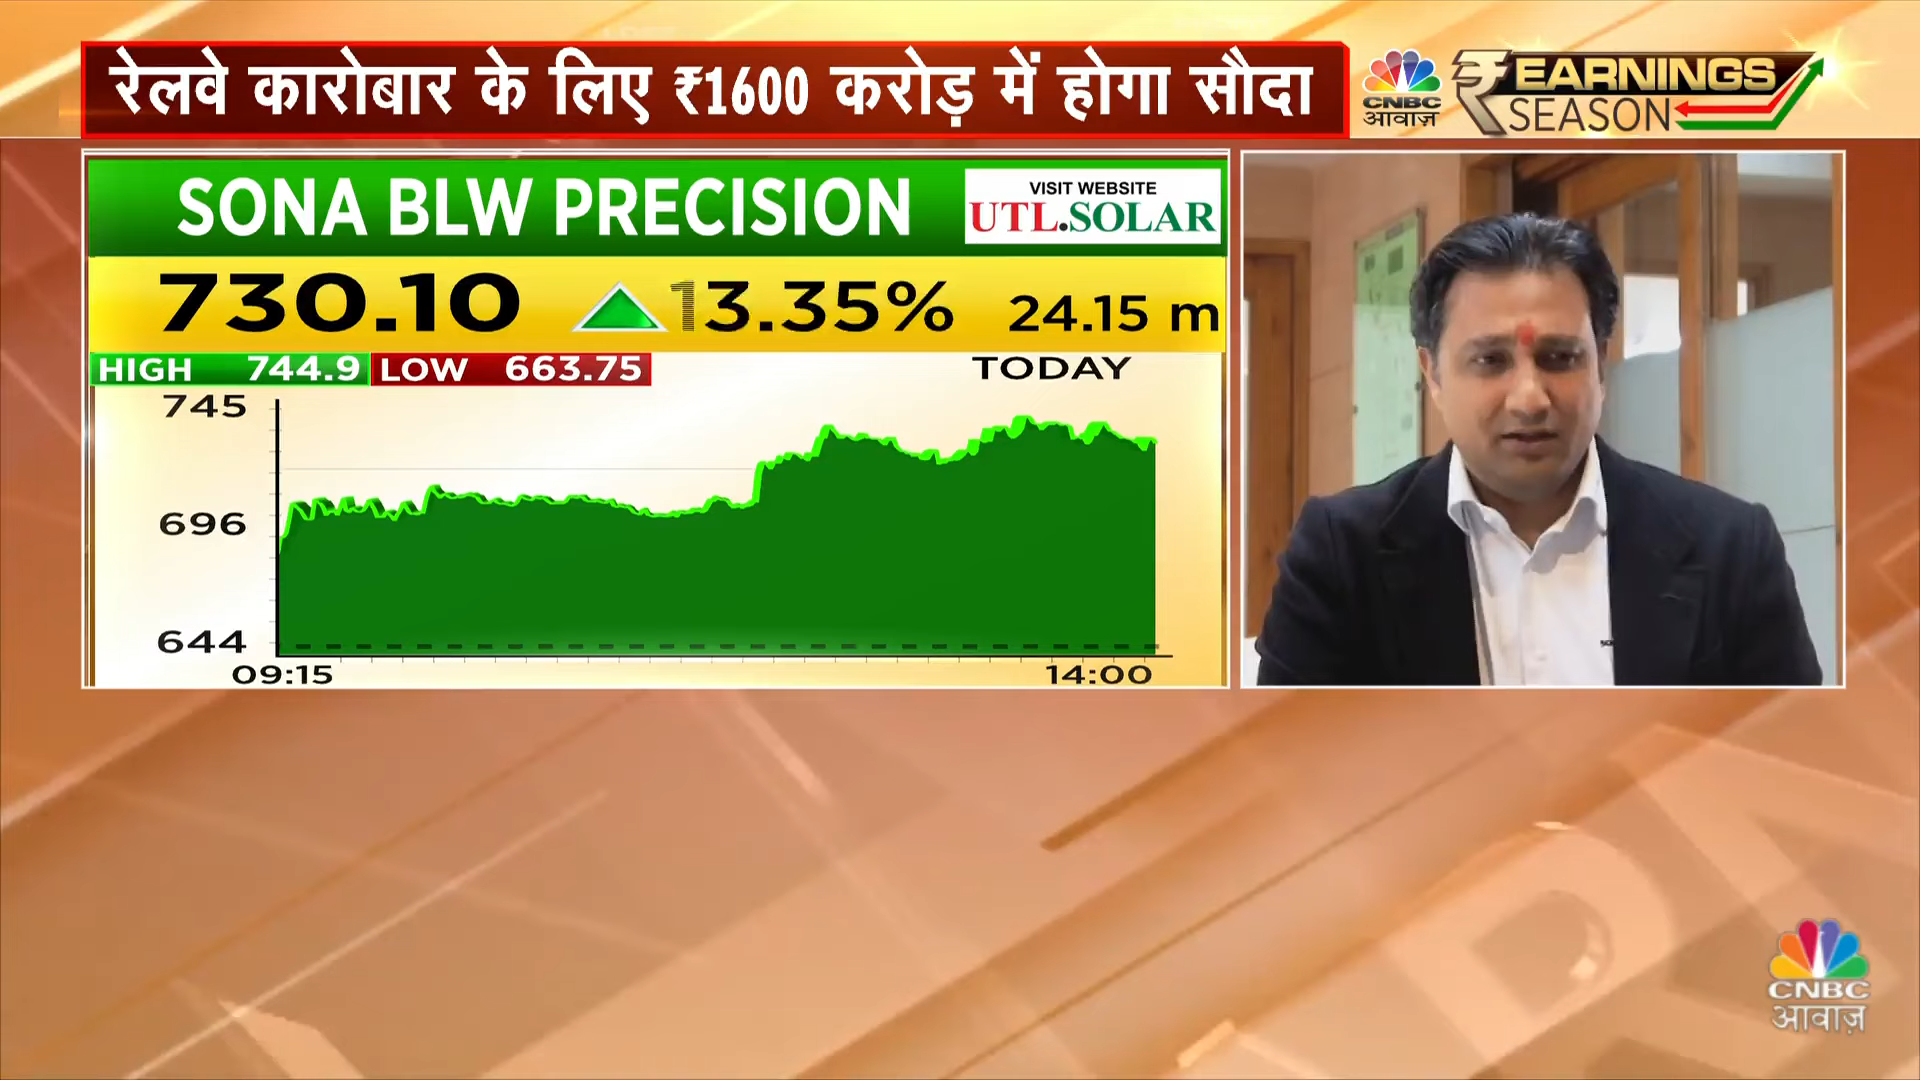 रेलवे कारोबार के लिए ₹1600 करोड़ में होगा सौदा
CNBC
आवाज़
₹ EARNINGS
SEASON
SONA BLW PRECISION
VISIT WEBSITE
UTL.SOLAR
730.10 13.35% 24.15 m
HIGH 744.9 LOW 663.75 TODAY
745
696
644
09:15 14:00
CNBC
आवाज़